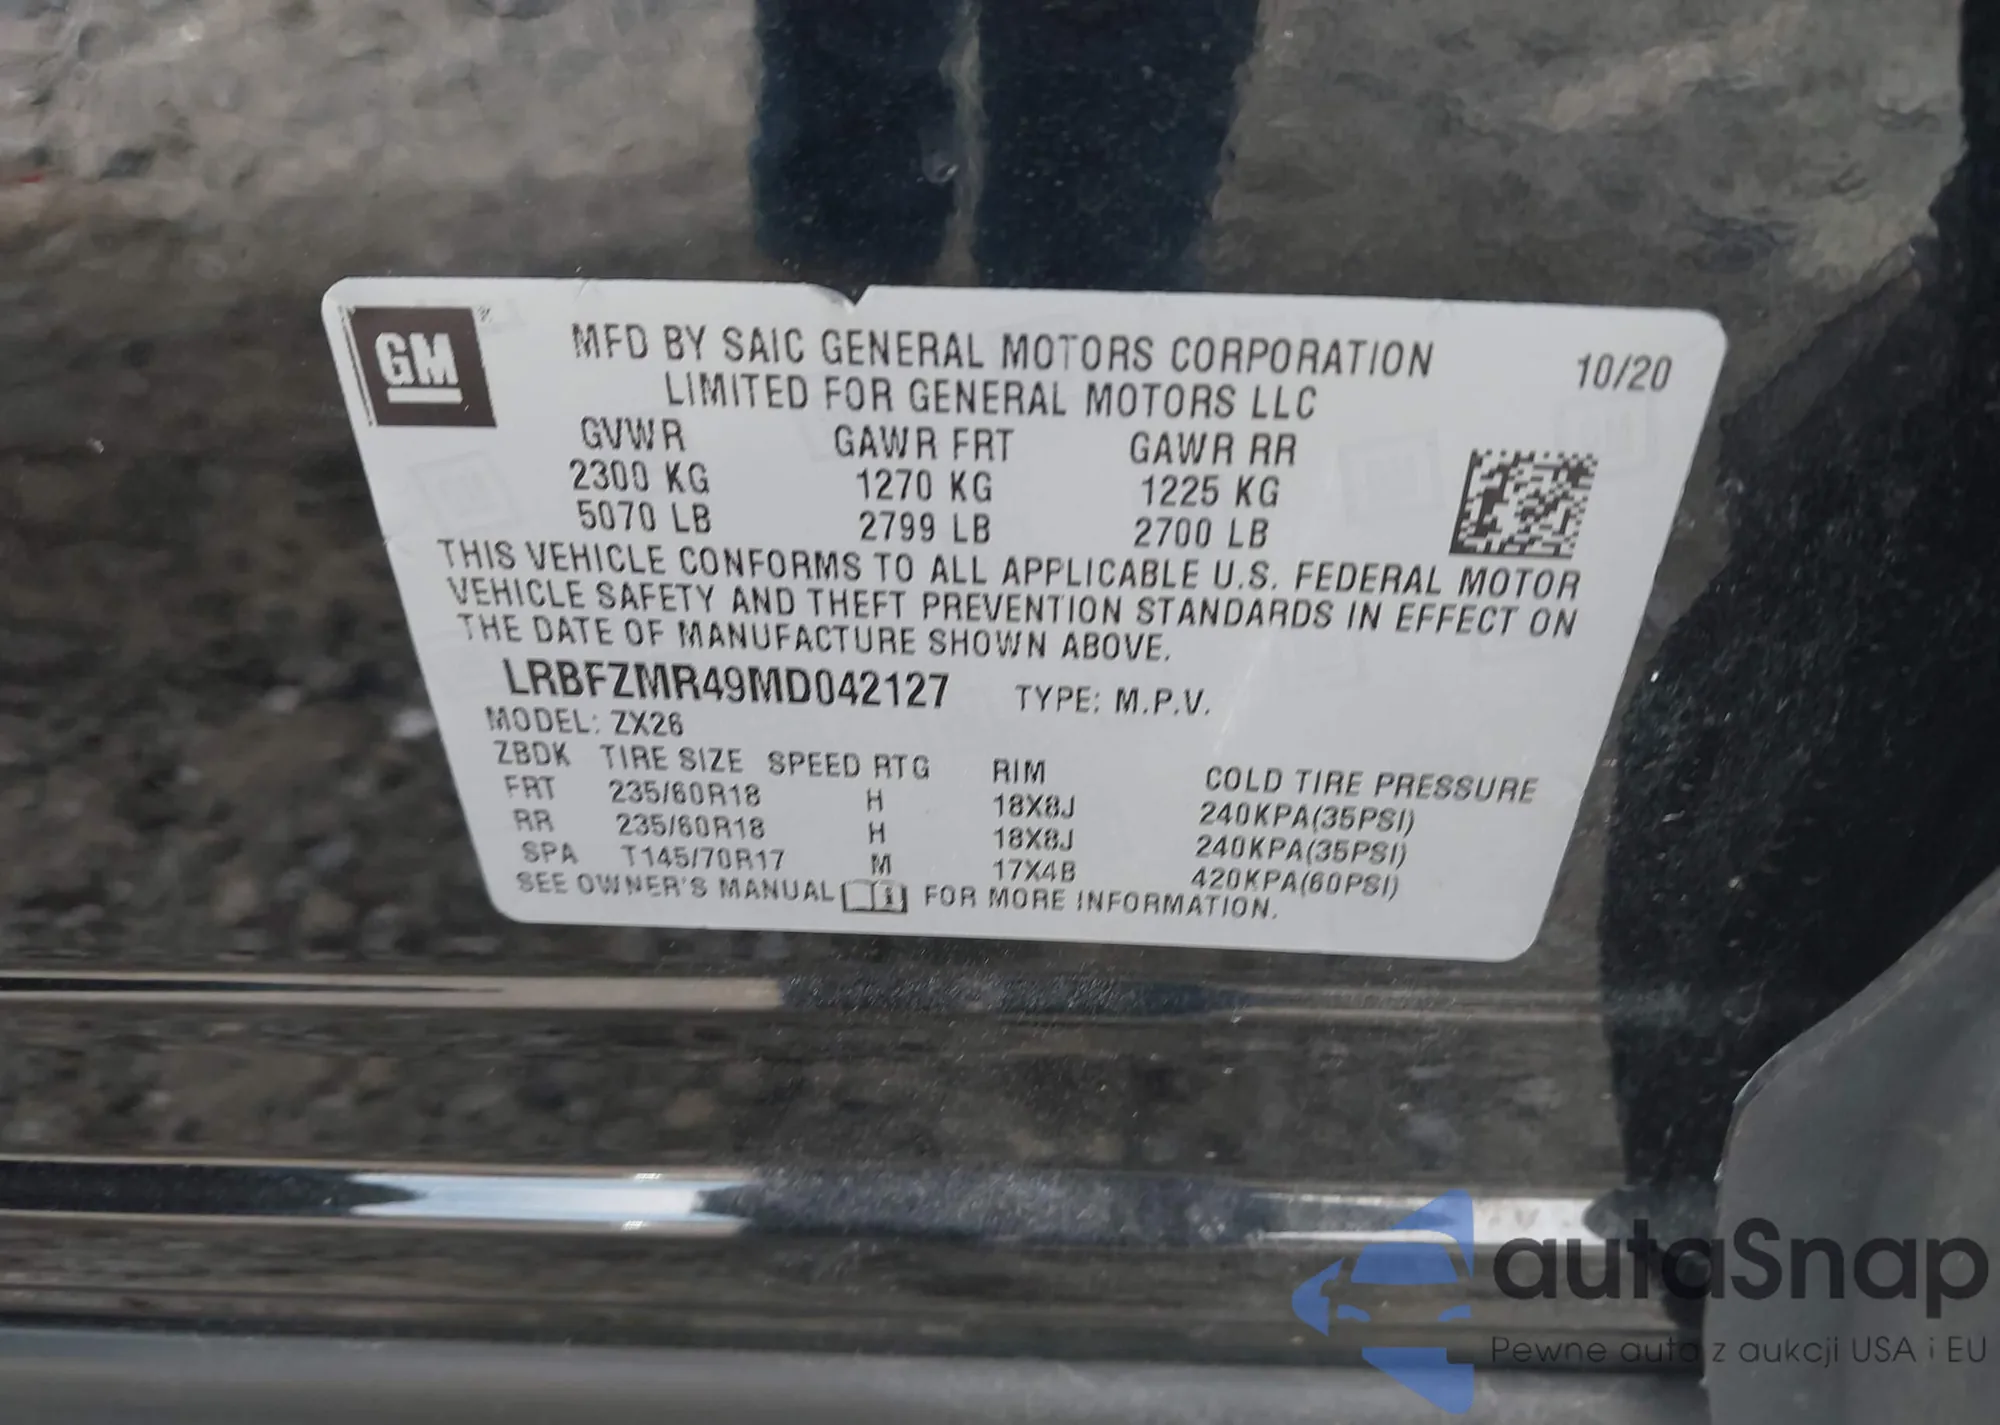 GM
MFD BY SAIC GENERAL MOTORS CORPORATION 10/20
LIMITED FOR GENERAL MOTORS LLC
GVWR GAWR FRT GAWR RR
2300 KG 1270 KG 1225 KG
5070 LB 2799 LB 2700 LB
THIS VEHICLE CONFORMS TO ALL APPLICABLE U.S. FEDERAL MOTOR
VEHICLE SAFETY AND THEFT PREVENTION STANDARDS IN EFFECT ON
THE DATE OF MANUFACTURE SHOWN ABOVE.
LRBFZMR49MD042127 TYPE: M.P.V.
MODEL: ZX26
ZBDK TIRE SIZE SPEED RTG RIM COLD TIRE PRESSURE
FRT 235/60R18 H 18X8J 240KPA(35PSI)
RR 235/60R18 H 18X8J 240KPA(35PSI)
SPA T145/70R17 M 17X4B 420KPA(60PSI)
SEE OWNER'S MANUAL FOR MORE INFORMATION.
autaSnap
Pewne auta z aukcji USA i EU